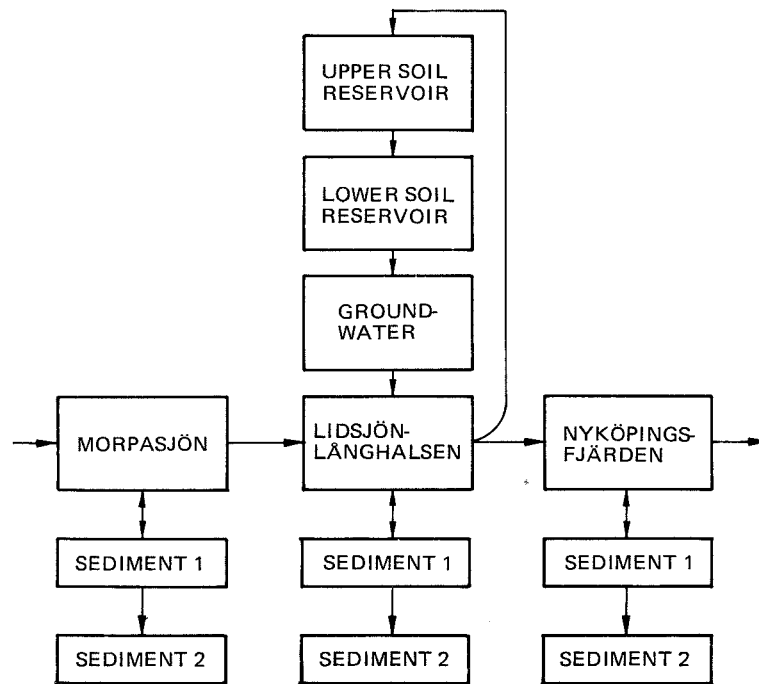 UPPER SOIL
RESERVOIR
LOWER SOIL
RESERVOIR
GROUND-
WATER
MORPASJÖN
LIDSJÖN-
LÅNGHALSEN
NYKÖPINGS-
FJÄRDEN
SEDIMENT 1
SEDIMENT 1
SEDIMENT 1
SEDIMENT 2
SEDIMENT 2
SEDIMENT 2